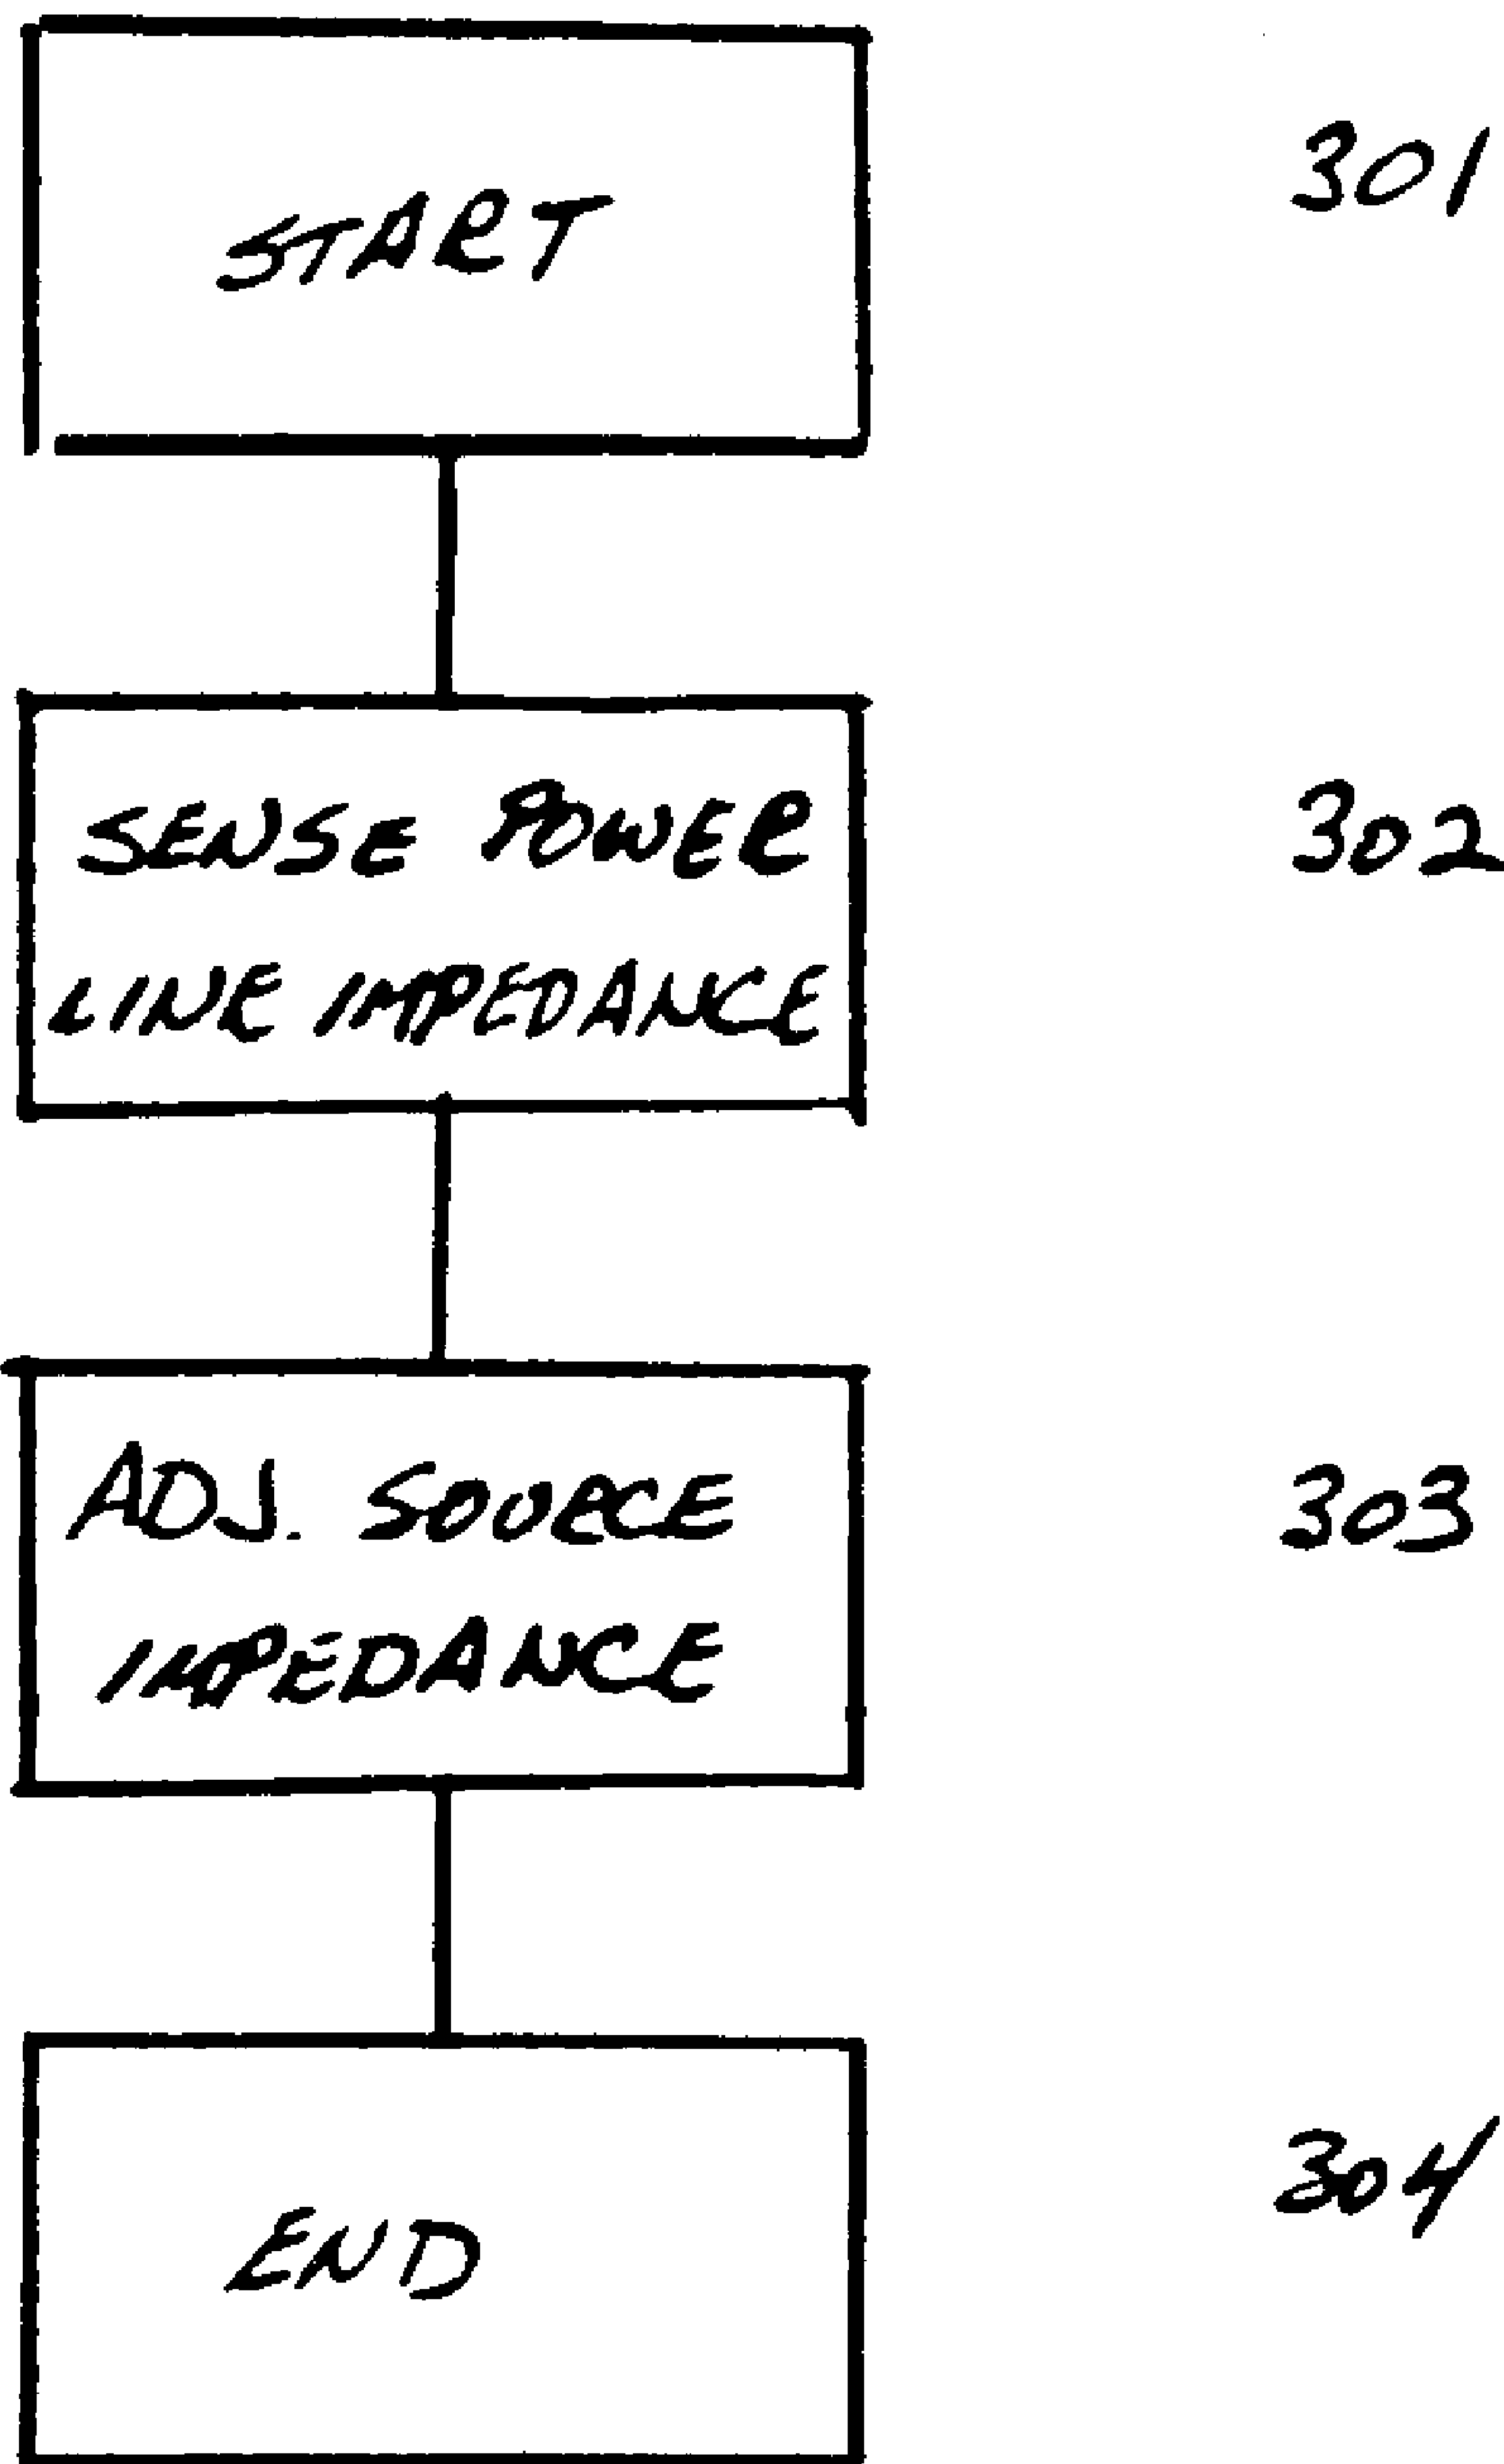 START
301
SENSE POWER
LINE IMPEDANCE
302
ADJ. SOURCE
IMPEDANCE
303
END
304